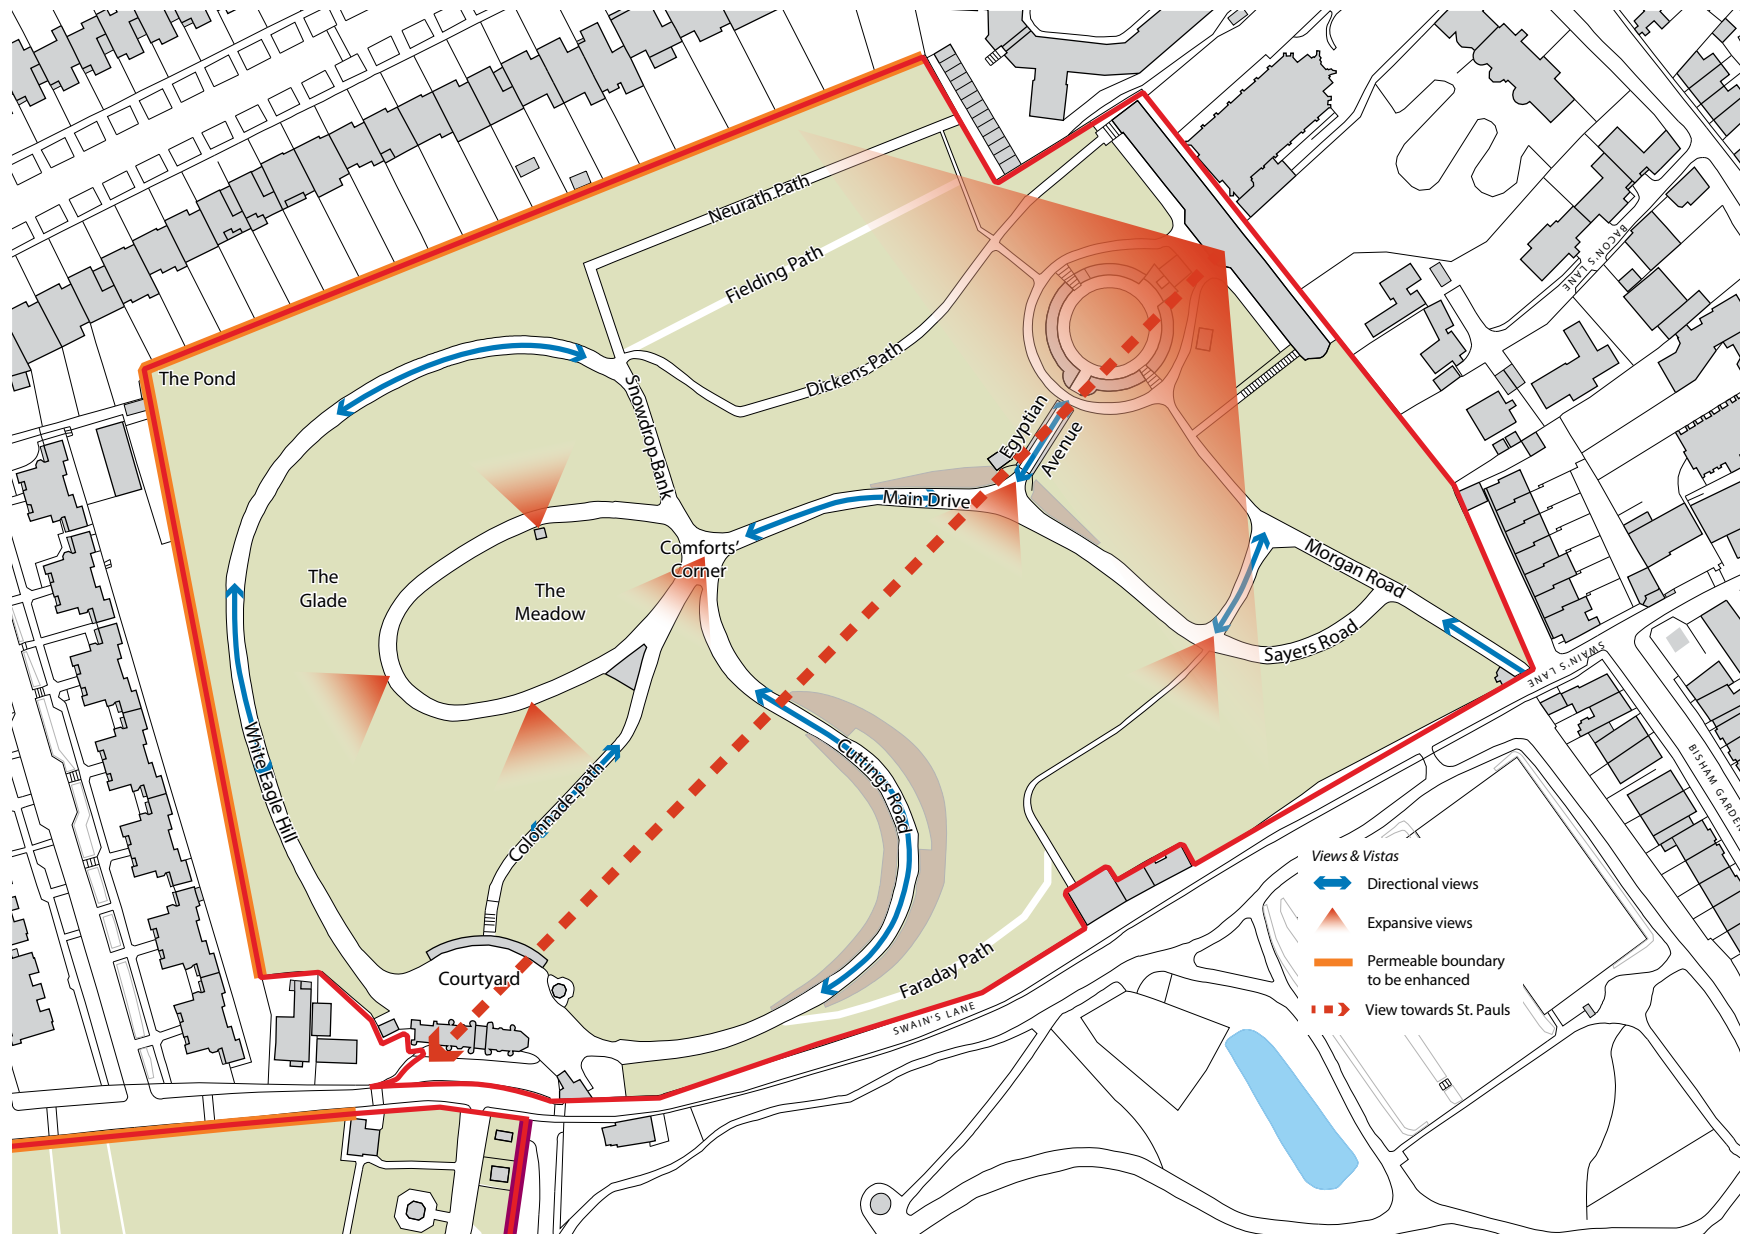 BACON'S LANE
Neurath Path
Fielding Path
Dickens Path
The Pond
Snowdrop Bank
Egyptian
Avenue
Main Drive
Comforts'
Corner
The
Glade
The
Meadow
Morgan Road
Sayers Road
SWAIN'S LANE
BISHAM GARDEN
White Eagle Hill
Colonnade path
Cuttings Road
Courtyard
Faraday Path
SWAIN'S LANE
Views & Vistas
Directional views
Expansive views
Permeable boundary
to be enhanced
View towards St. Pauls